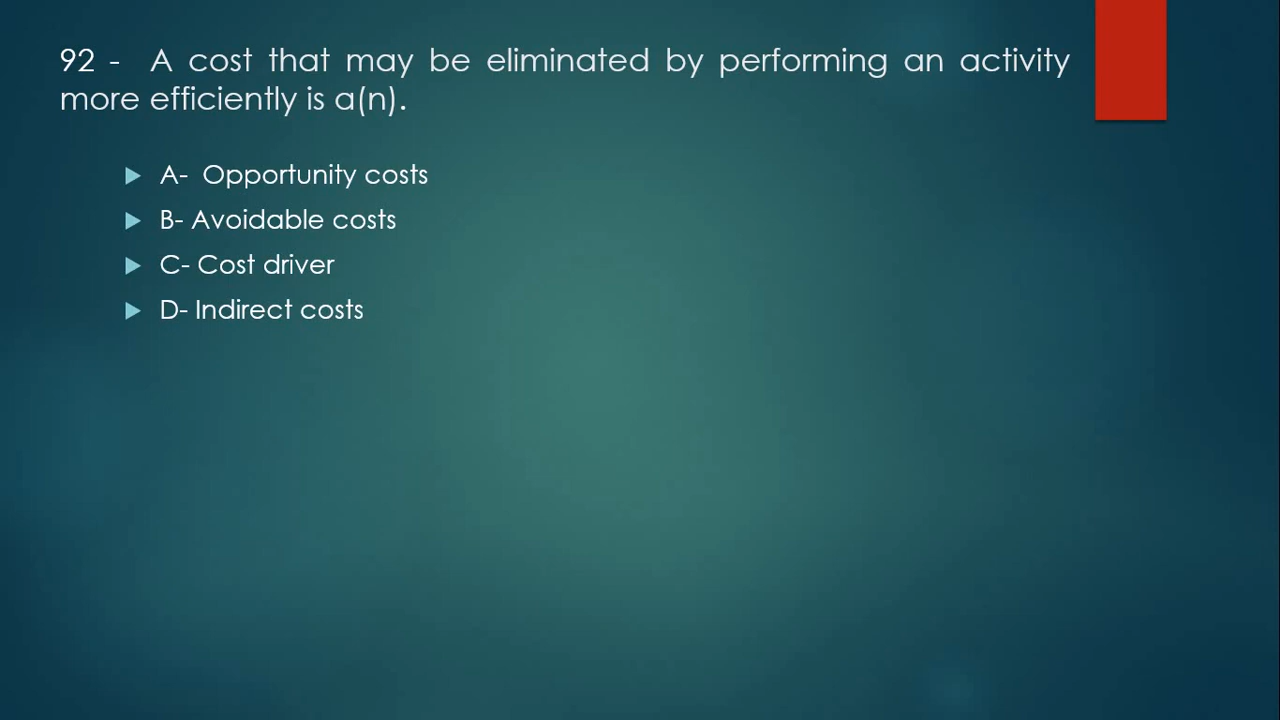 92 - A cost that may be eliminated by performing an activity
more efficiently is a(n).
A- Opportunity costs
B- Avoidable costs
C- Cost driver
D- Indirect costs